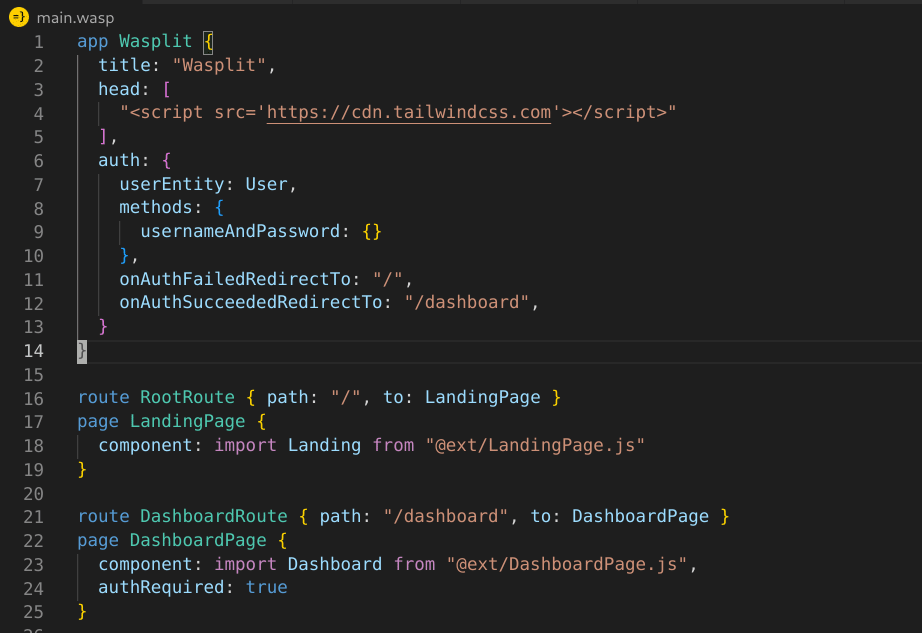 =} main.wasp
1 app Wasplit {
2 title: "Wasplit",
3 head: [
4 "<script src='https://cdn.tailwindcss.com'></script>"
5 ],
6 auth: {
7 userEntity: User,
8 methods: {
9 usernameAndPassword: {}
10 },
11 onAuthFailedRedirectTo: "/",
12 onAuthSucceededRedirectTo: "/dashboard",
13 }
14 }
15
16 route RootRoute { path: "/", to: LandingPage }
17 page LandingPage {
18 component: import Landing from "@ext/LandingPage.js"
19 }
20
21 route DashboardRoute { path: "/dashboard", to: DashboardPage }
22 page DashboardPage {
23 component: import Dashboard from "@ext/DashboardPage.js",
24 authRequired: true
25 }
26